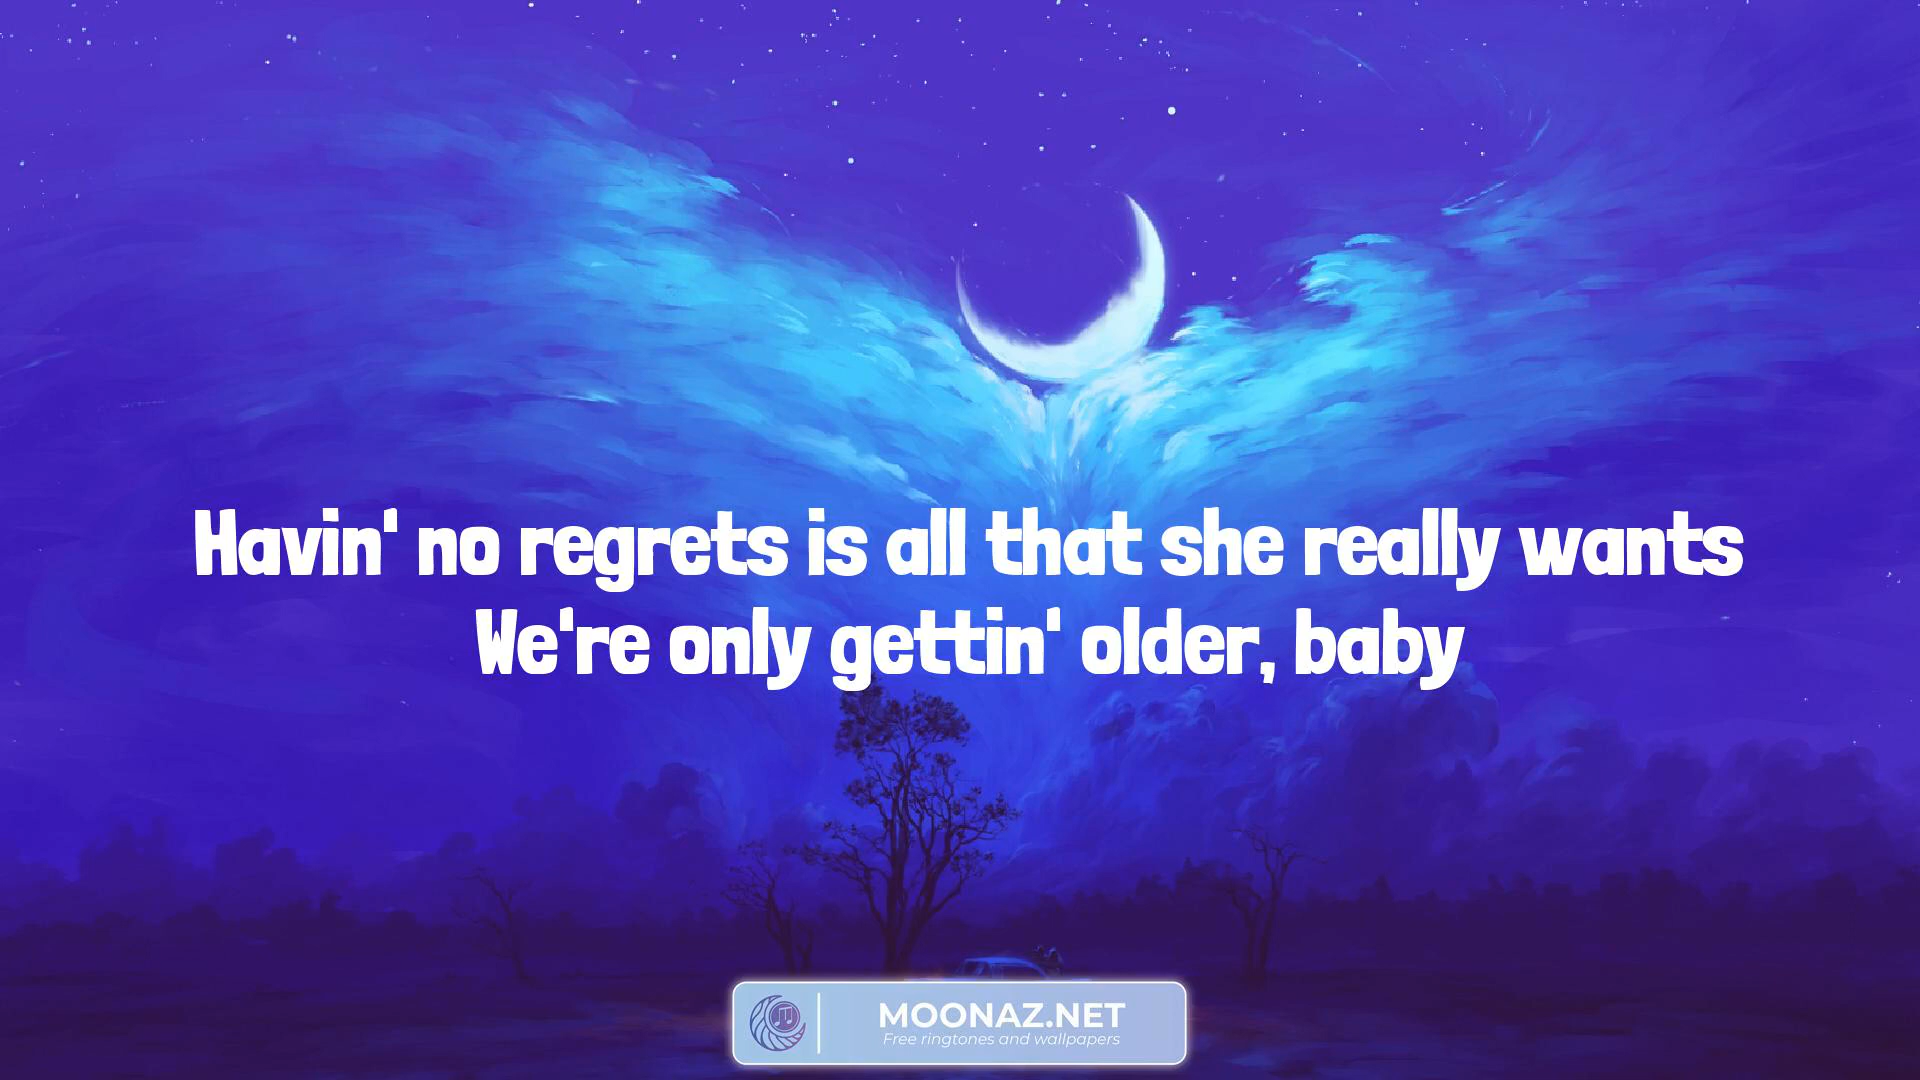 Havin' no regrets is all that she really wants
We're only gettin' older, baby
MOONAZ.NET
Free ringtones and wallpapers